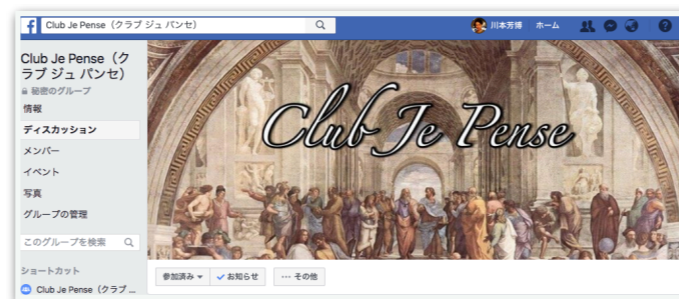 f Club Je Pense（クラブ ジュ パンセ）
川本芳博 ホーム
Club Je Pense（ク
ラブ ジュ パンセ）
秘密のグループ
情報
ディスカッション
メンバー
イベント
写真
グループの管理
このグループを検索
ショートカット
Club Je Pense（クラブ ...
Club Je Pense
参加済み
お知らせ
••• その他